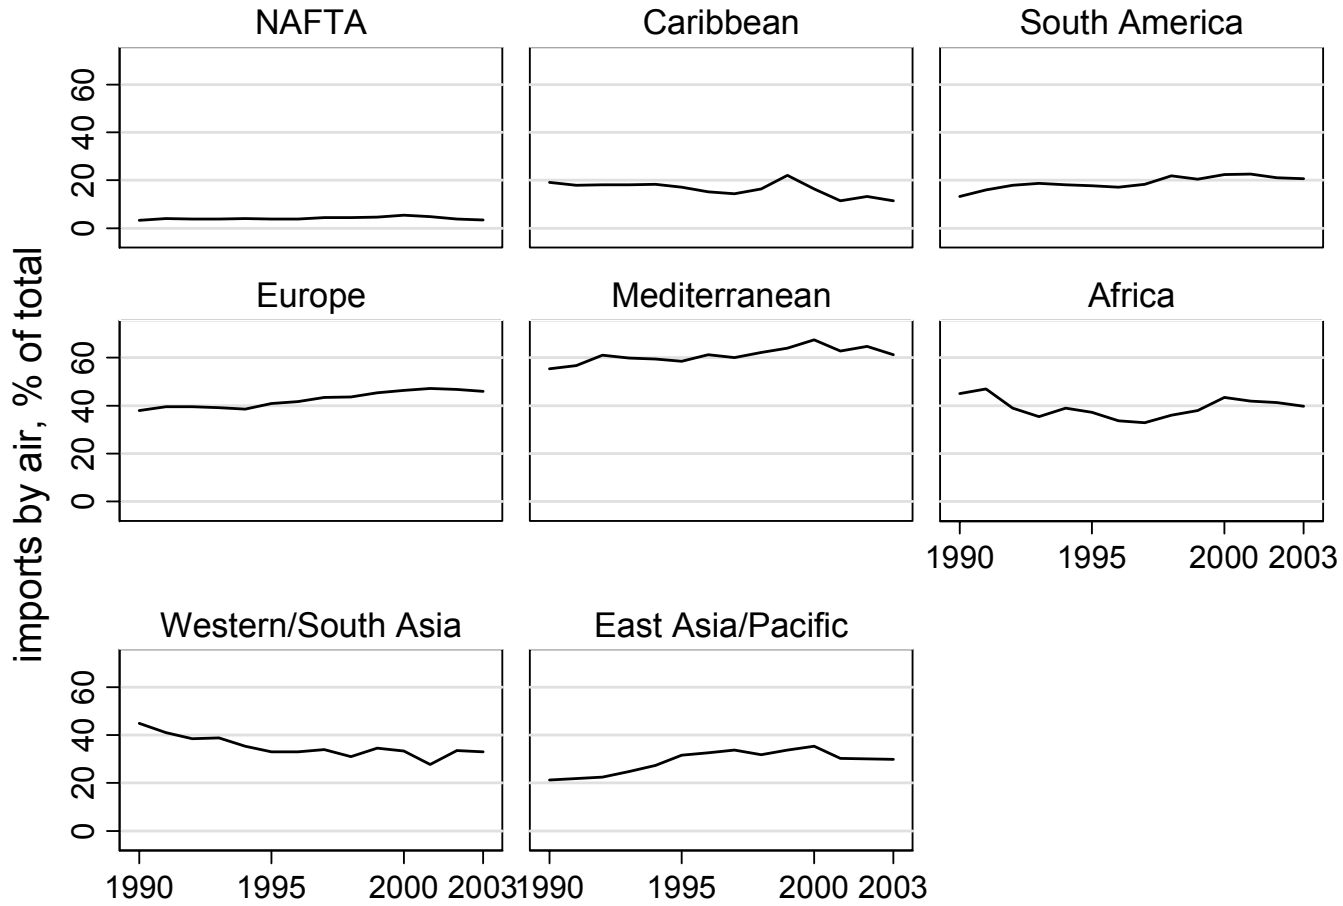 NAFTA
Caribbean
South America
60
40
20
0
Europe
Mediterranean
Africa
imports by air, % of total
60
40
20
0
1990
1995
2000
2003
Western/South Asia
East Asia/Pacific
60
40
20
0
1990
1995
2000
2003
1990
1995
2000
2003